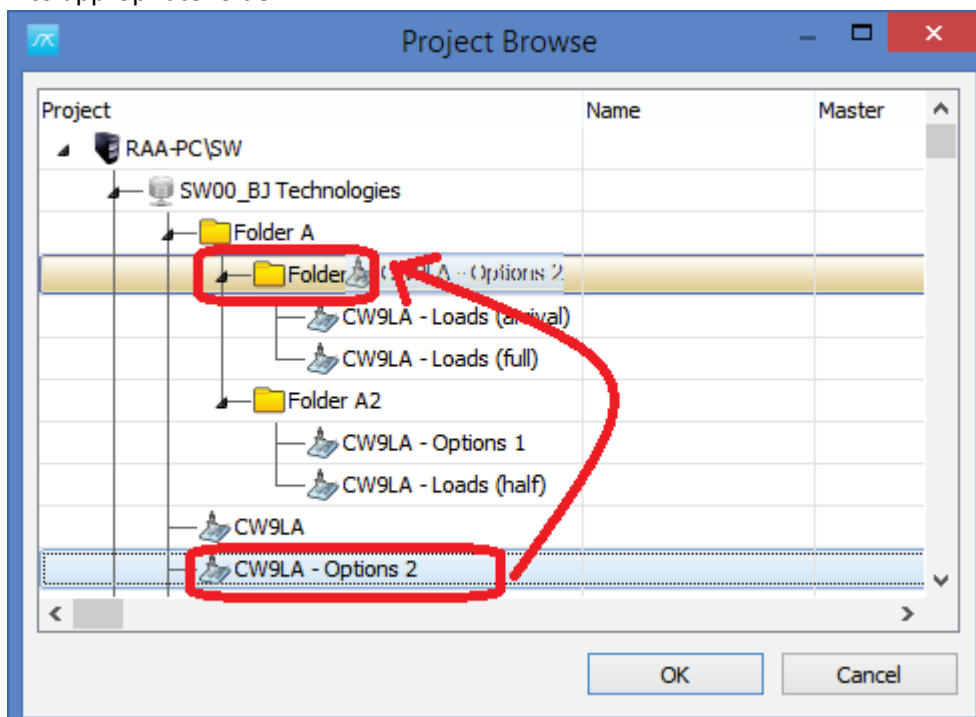 Project Browse
Project Name Master
RAA-PC\SW
SW00_BJ Technologies
Folder A
Folder CW9LA - Options 2
CW9LA - Loads (arrival)
CW9LA - Loads (full)
Folder A2
CW9LA - Options 1
CW9LA - Loads (half)
CW9LA
CW9LA - Options 2
OK Cancel